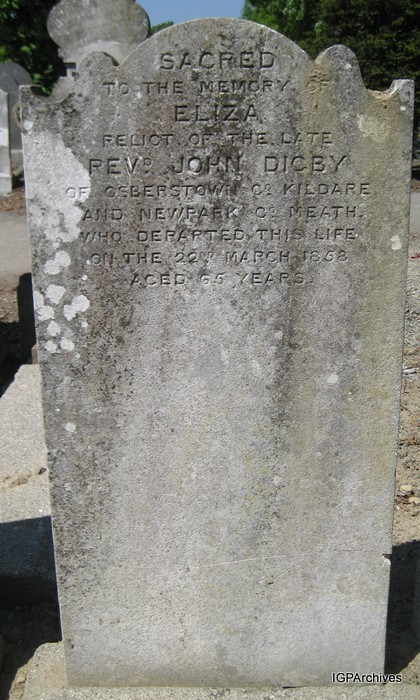 SACRED
TO THE MEMORY OF
ELIZA
RELICT OF THE LATE
REVD. JOHN DIGBY
OF OSBERSTOWN CO. KILDARE
AND NEWPARK CO. MEATH.
WHO DEPARTED THIS LIFE
ON THE 22ND MARCH 1858
AGED 65 YEARS.
IGPArchives